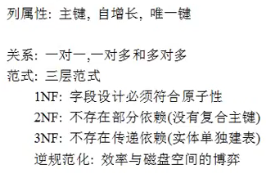 列属性: 主键, 自增长, 唯一键
关系: 一对一,一对多和多对多
范式: 三层范式
1NF: 字段设计必须符合原子性
2NF: 不存在部分依赖(没有复合主键)
3NF: 不存在传递依赖(实体单独建表)
逆规范化: 效率与磁盘空间的博弈